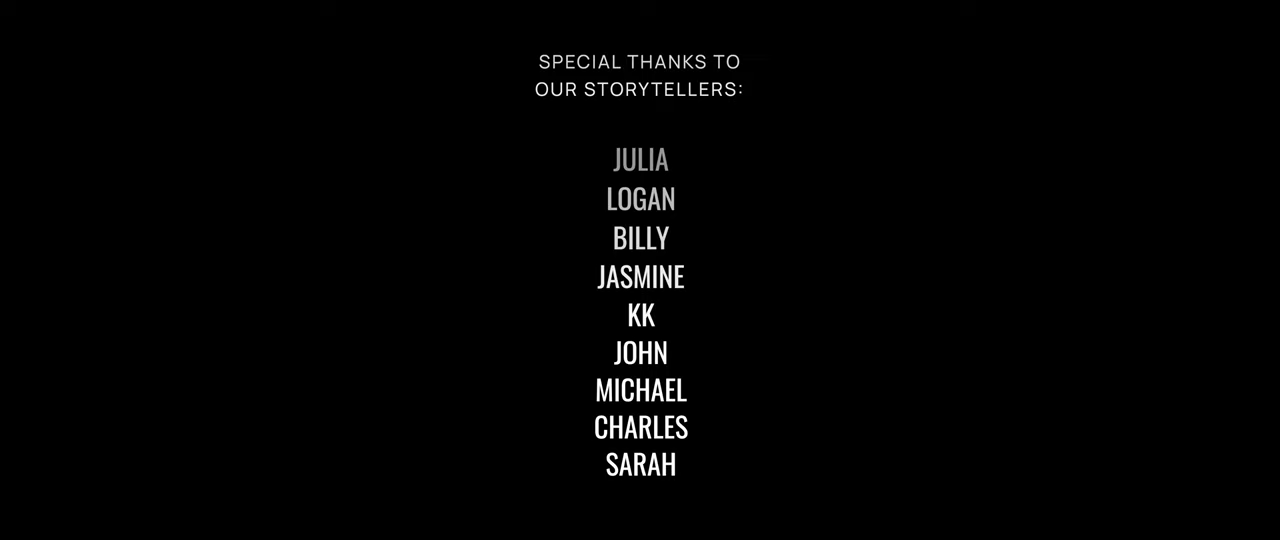 SPECIAL THANKS TO
OUR STORYTELLERS:
JULIA
LOGAN
BILLY
JASMINE
KK
JOHN
MICHAEL
CHARLES
SARAH